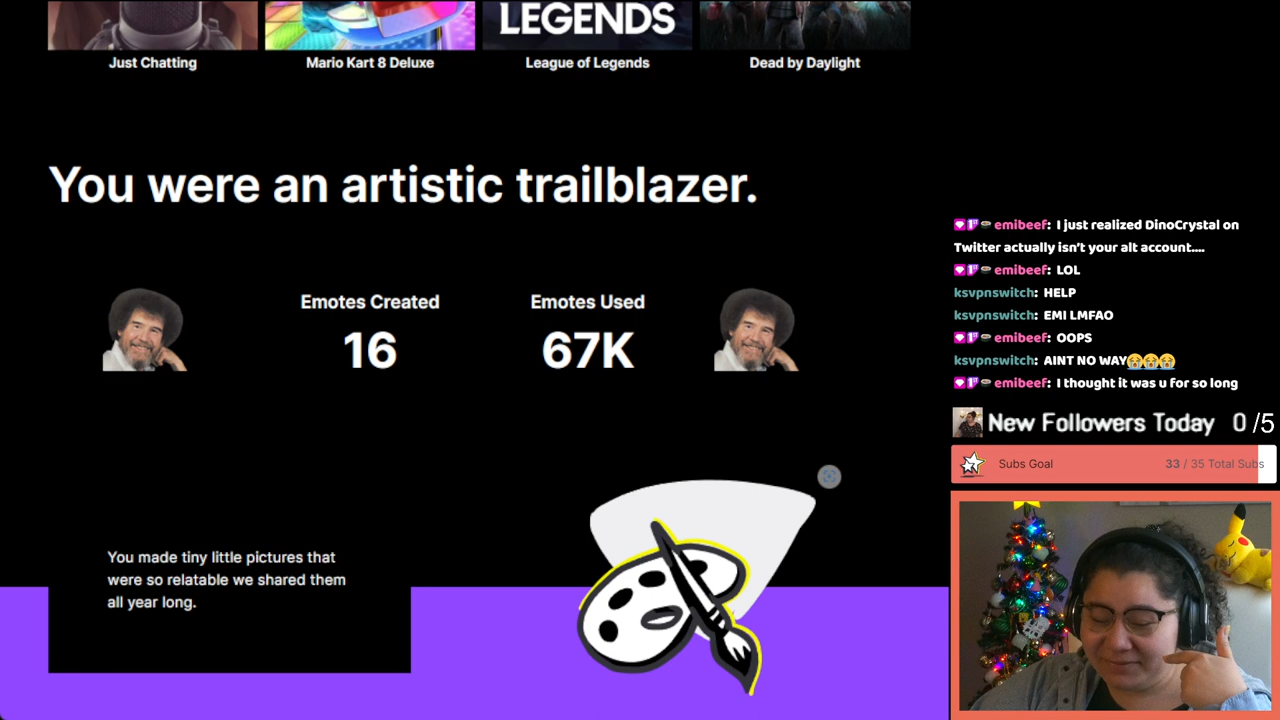 LEGENDS
Just Chatting
Mario Kart 8 Deluxe
League of Legends
Dead by Daylight
You were an artistic trailblazer.
Emotes Created
16
Emotes Used
67K
You made tiny little pictures that
were so relatable we shared them
all year long.
emibeef: I just realized DinoCrystal on
Twitter actually isn't your alt account....
emibeef: LOL
ksvpnswitch: HELP
ksvpnswitch: EMI LMFAO
emibeef: OOPS
ksvpnswitch: AINT NO WAY😭😭😭
emibeef: I thought it was u for so long
New Followers Today 0 /5
Subs Goal 33 / 35 Total Subs